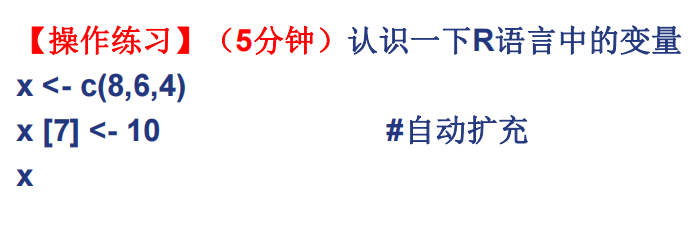 【操作练习】（5分钟）认识一下R语言中的变量
x <- c(8,6,4)
x [7] <- 10 #自动扩充
x